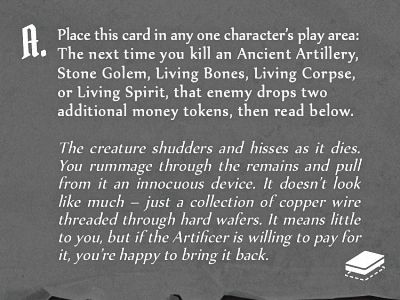 A. Place this card in any one character's play area:
The next time you kill an Ancient Artillery,
Stone Golem, Living Bones, Living Corpse,
or Living Spirit, that enemy drops two
additional money tokens, then read below.
The creature shudders and hisses as it dies.
You rummage through the remains and pull
from it an innocuous device. It doesn't look
like much – just a collection of copper wire
threaded through hard wafers. It means little
to you, but if the Artificer is willing to pay for
it, you're happy to bring it back.